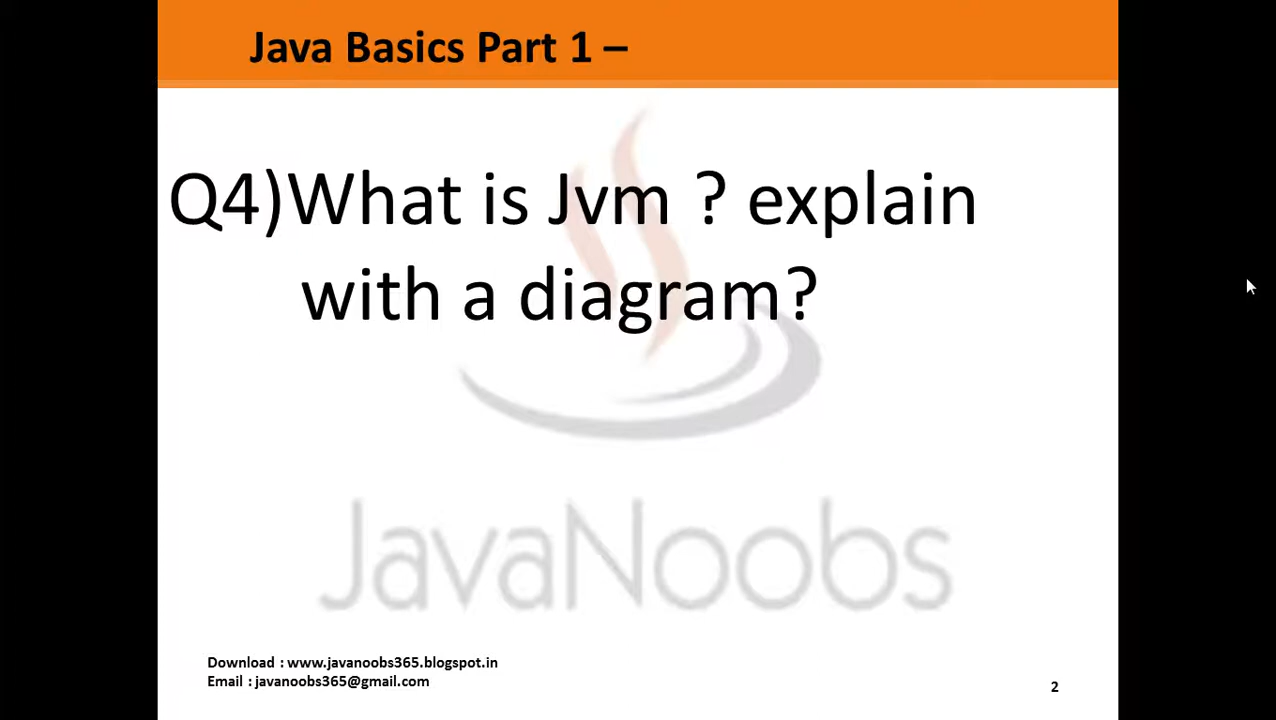 Java Basics Part 1 –
Q4)What is Jvm ? explain
with a diagram?
JavaNoobs
Download : www.javanoobs365.blogspot.in
Email : javanoobs365@gmail.com
2